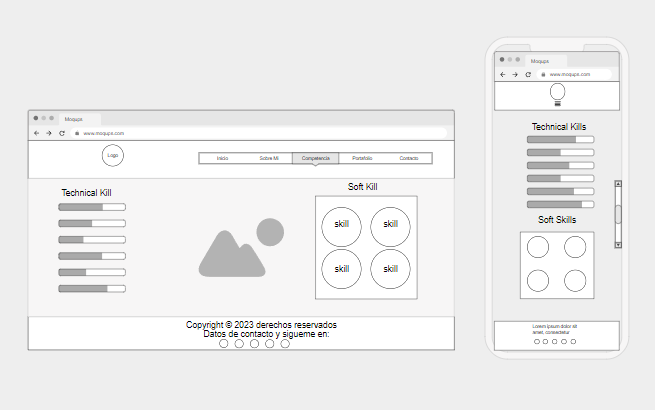 Moqups
www.moqups.com
Logo
Inicio
Sobre Mi
Competencia
Portafolio
Contacto
Technical Kill
Soft Kill
skill
skill
skill
skill
Copyright © 2023 derechos reservados
Datos de contacto y sigueme en:
Moqups
www.moqups.com
Technical Kills
Soft Skills
Lorem ipsum dolor sit
amet, consectetur